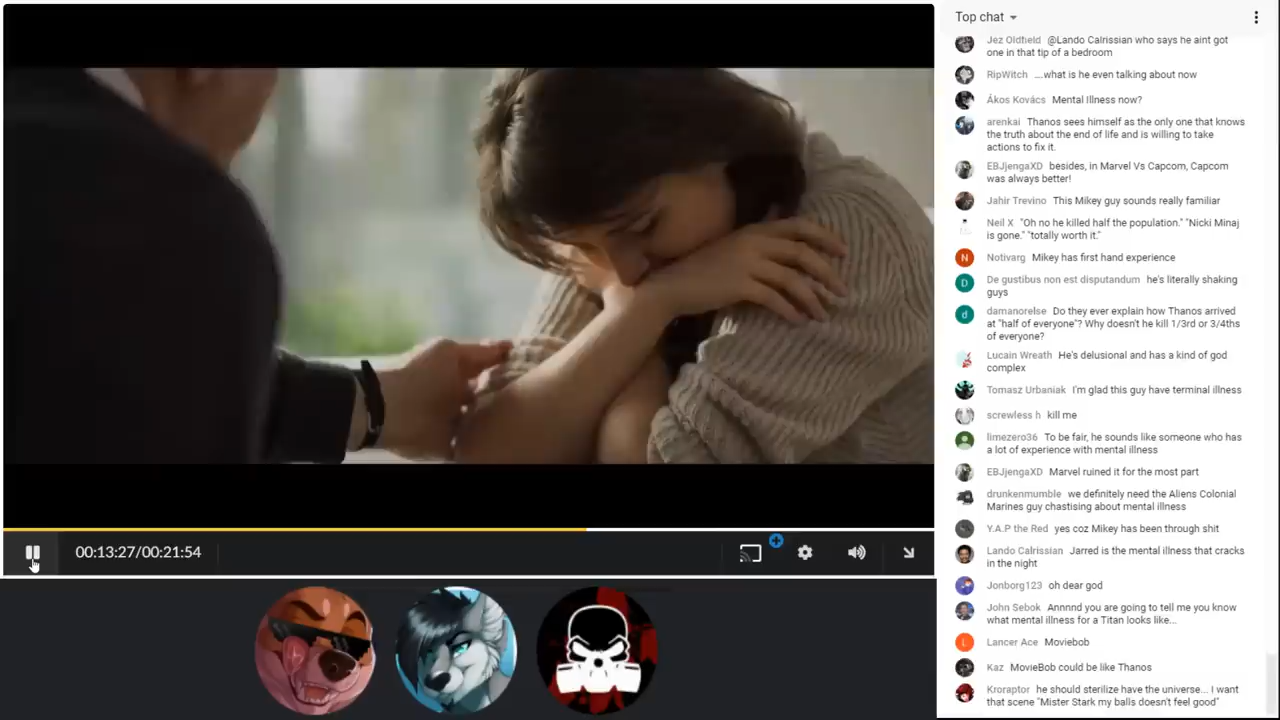 Top chat
Jez Oldfield @Lando Calrissian who says he aint got
one in that tip of a bedroom
RipWitch ....what is he even talking about now
Ákos Kovács Mental Illness now?
arenkai Thanos sees himself as the only one that knows
the truth about the end of life and is willing to take
actions to fix it.
EBJjengaXD besides, in Marvel Vs Capcom, Capcom
was always better!
Jahir Trevino This Mikey guy sounds really familiar
Neil X "Oh no he killed half the population." "Nicki Minaj
is gone." "totally worth it."
N
Notivarg Mikey has first hand experience
D
De gustibus non est disputandum he's literally shaking
guys
d
damanorelse Do they ever explain how Thanos arrived
at "half of everyone"? Why doesn't he kill 1/3rd or 3/4ths
of everyone?
Lucain Wreath He's delusional and has a kind of god
complex
Tomasz Urbaniak I'm glad this guy have terminal illness
screwless h kill me
limezero36 To be fair, he sounds like someone who has
a lot of experience with mental illness
EBJjengaXD Marvel ruined it for the most part
drunkenmumble we definitely need the Aliens Colonial
Marines guy chastising about mental illness
Y.A.P the Red yes coz Mikey has been through shit
Lando Calrissian Jarred is the mental illness that cracks
in the night
Jonborg123 oh dear god
John Sebok Annnnd you are going to tell me you know
what mental illness for a Titan looks like...
L
Lancer Ace Moviebob
Kaz MovieBob could be like Thanos
Kroraptor he should sterilize have the universe... I want
that scene "Mister Stark my balls doesn't feel good"
00:13:27/00:21:54